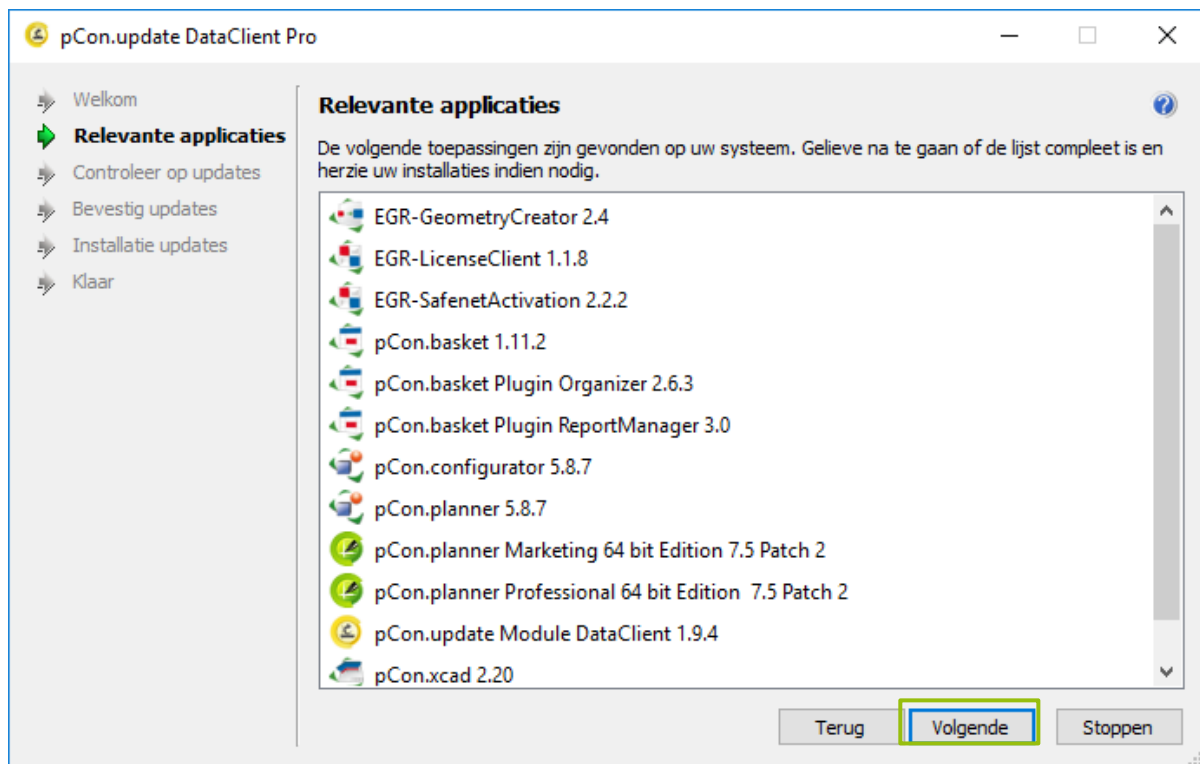 pCon.update DataClient Pro
Welkom
Relevante applicaties
Controleer op updates
Bevestig updates
Installatie updates
Klaar
Relevante applicaties
De volgende toepassingen zijn gevonden op uw systeem. Gelieve na te gaan of de lijst compleet is en
herzie uw installaties indien nodig.
EGR-GeometryCreator 2.4
EGR-LicenseClient 1.1.8
EGR-SafenetActivation 2.2.2
pCon.basket 1.11.2
pCon.basket Plugin Organizer 2.6.3
pCon.basket Plugin ReportManager 3.0
pCon.configurator 5.8.7
pCon.planner 5.8.7
pCon.planner Marketing 64 bit Edition 7.5 Patch 2
pCon.planner Professional 64 bit Edition  7.5 Patch 2
pCon.update Module DataClient 1.9.4
pCon.xcad 2.20
Terug
Volgende
Stoppen